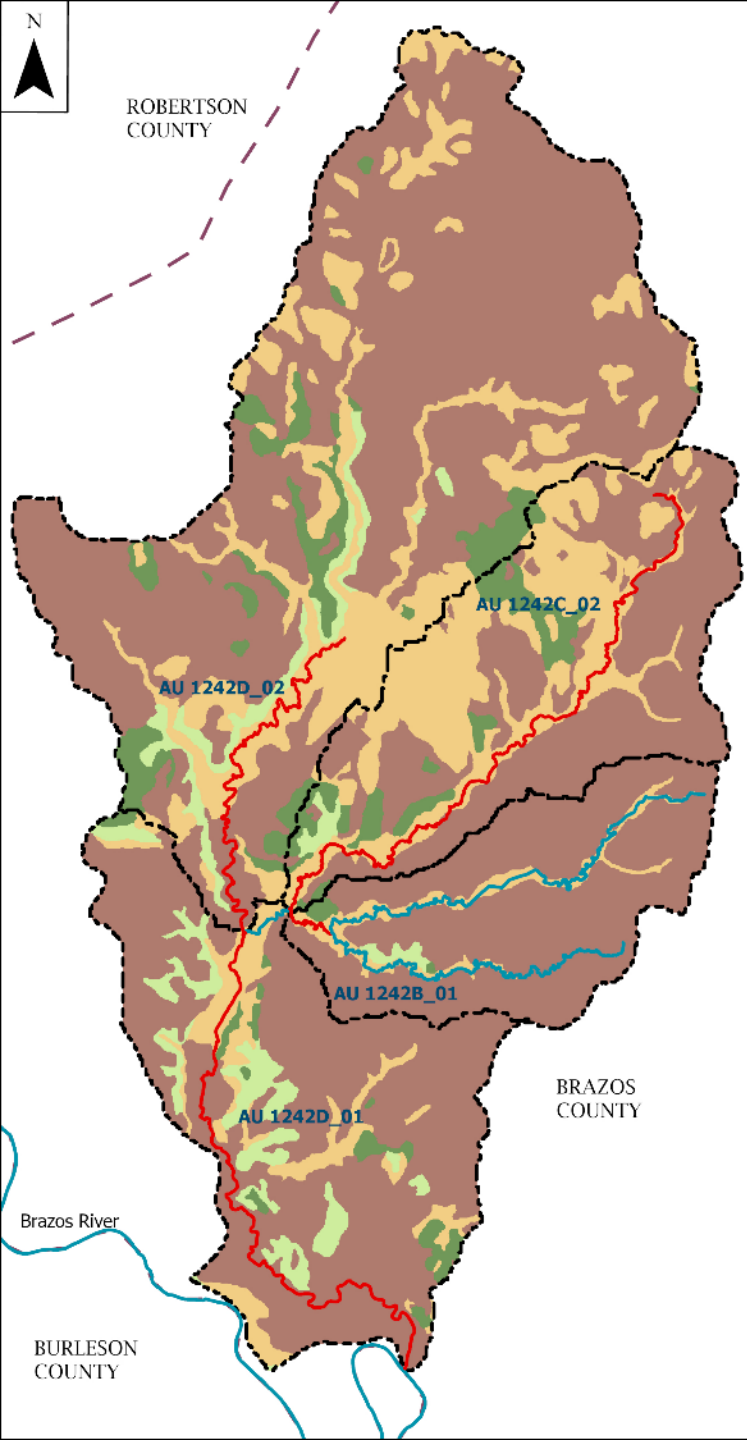 N
ROBERTSON
COUNTY
AU 1242C_02
AU 1242D_02
AU 1242B_01
BRAZOS
COUNTY
AU 1242D_01
Brazos River
BURLESON
COUNTY